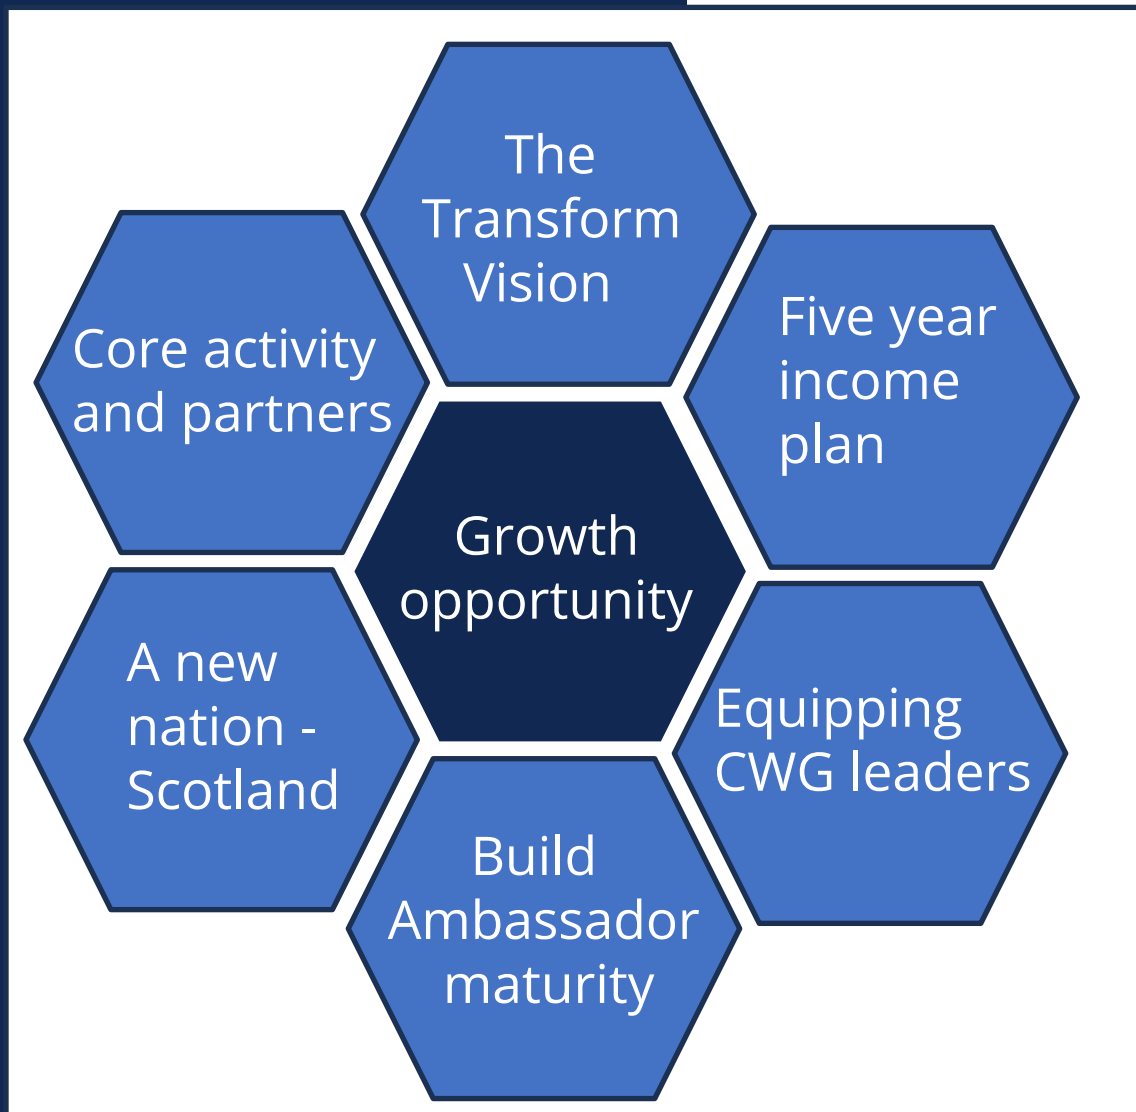 The
Transform
Vision
Core activity
and partners
Five year
income
plan
Growth
opportunity
A new
nation -
Scotland
Equipping
CWG leaders
Build
Ambassador
maturity